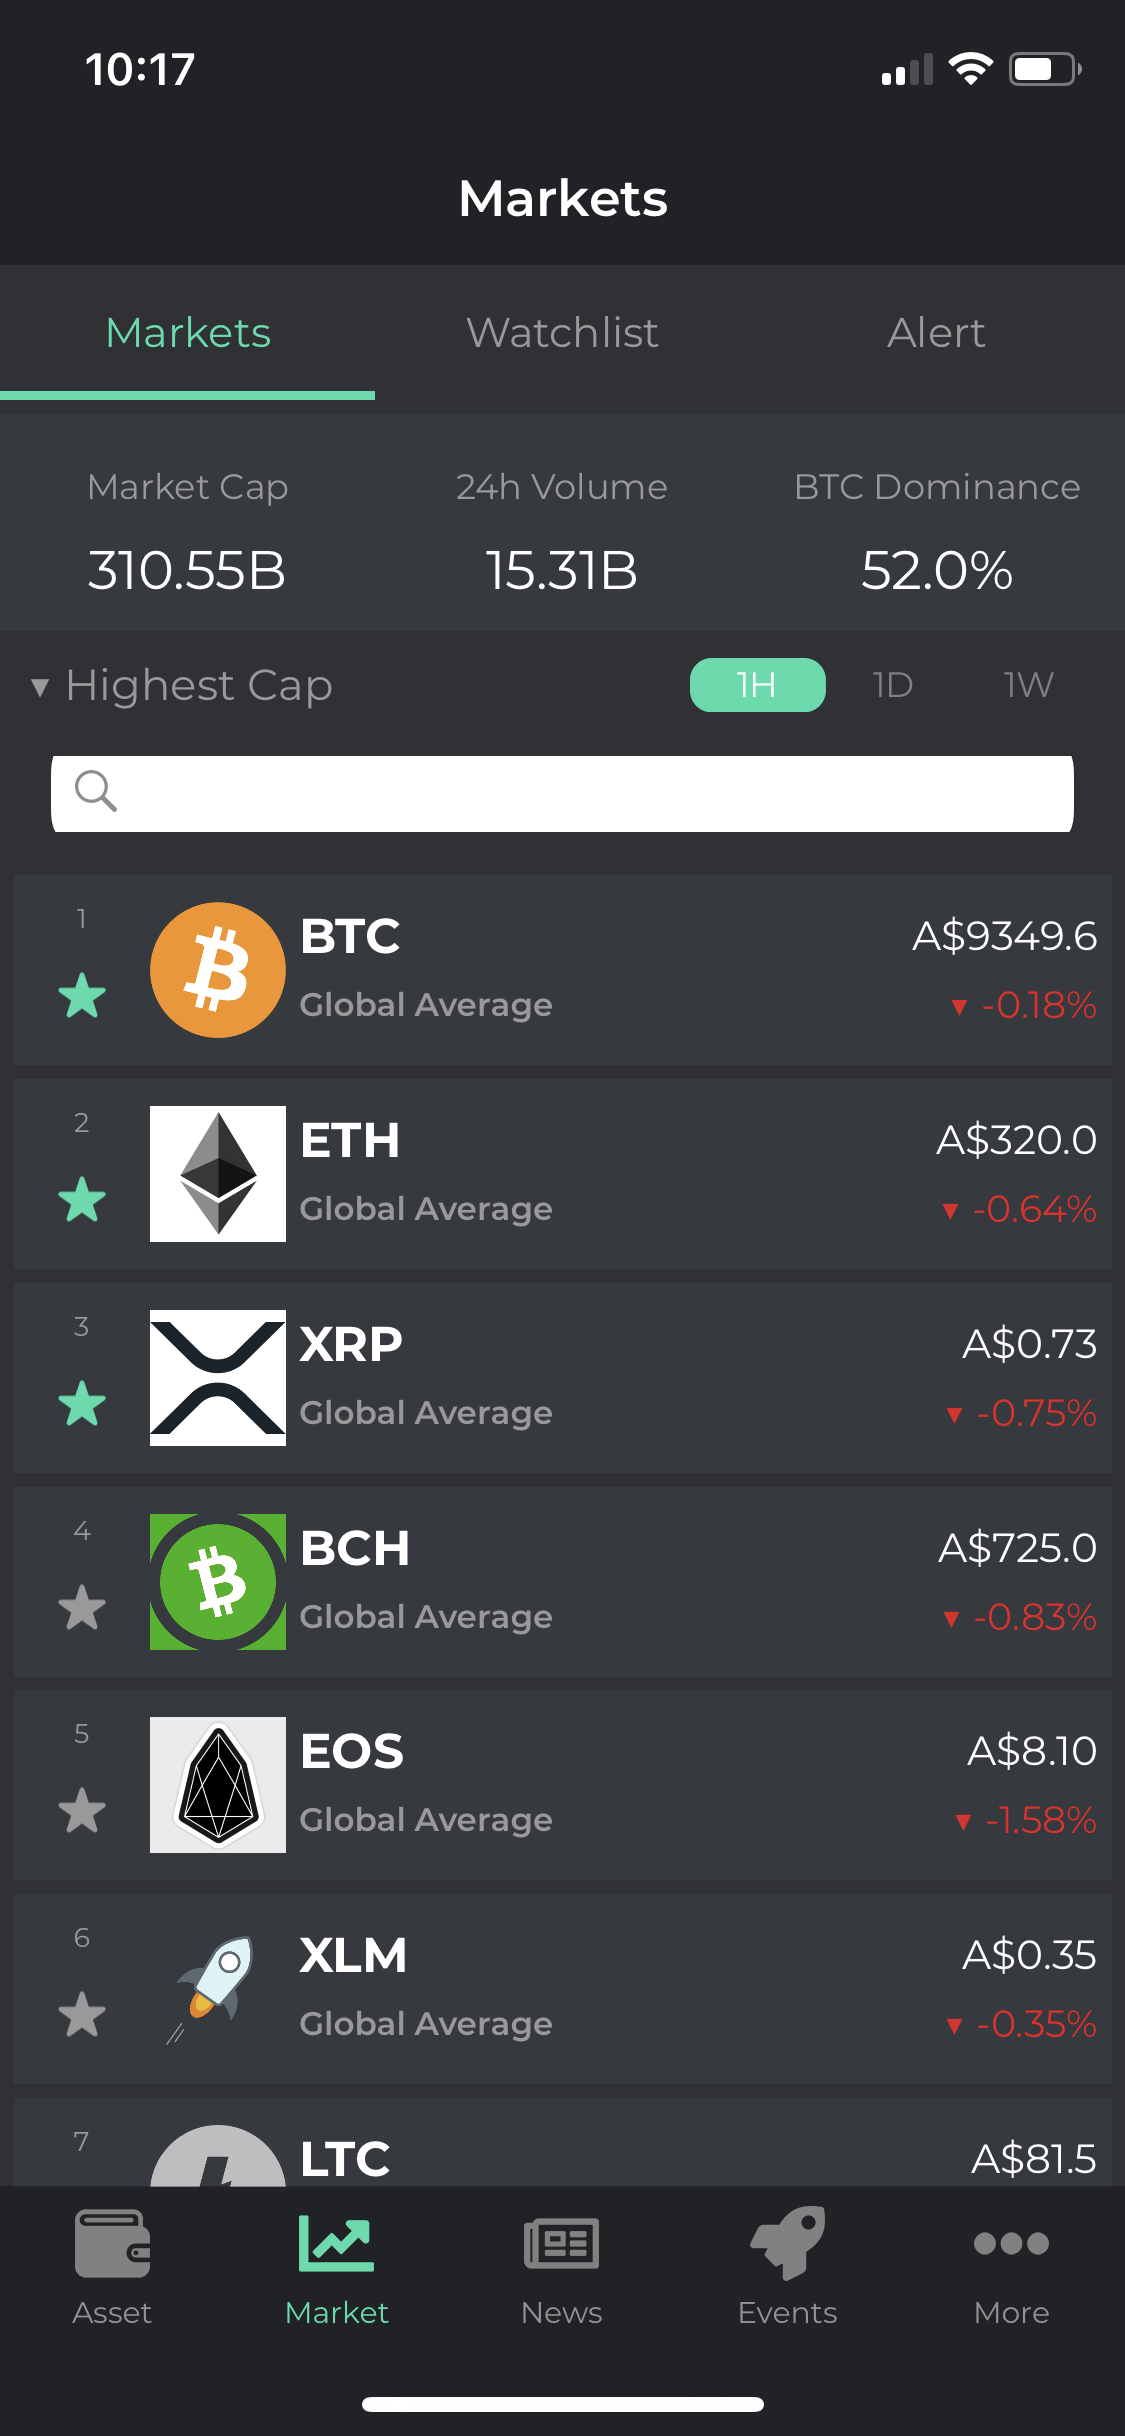 10:17
Markets
Markets Watchlist Alert
Market Cap 24h Volume BTC Dominance
310.55B 15.31B 52.0%
▼ Highest Cap 1H 1D 1W
1 BTC A$9349.6
Global Average ▼ -0.18%
2 ETH A$320.0
Global Average ▼ -0.64%
3 XRP A$0.73
Global Average ▼ -0.75%
4 BCH A$725.0
Global Average ▼ -0.83%
5 EOS A$8.10
Global Average ▼ -1.58%
6 XLM A$0.35
Global Average ▼ -0.35%
7 LTC A$81.5
Asset Market News Events More